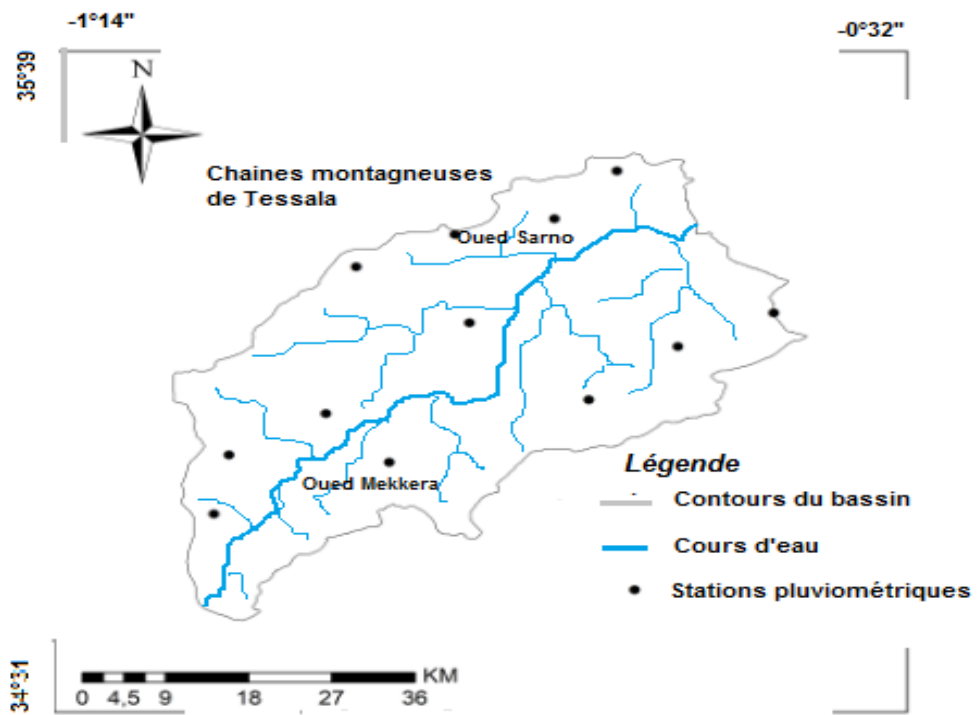 -1°14"
-0°32"
35°39
N
Chaines montagneuses
de Tessala
Oued Sarno
Oued Mekkera
Légende
Contours du bassin
Cours d'eau
Stations pluviométriques
34°31
KM
0 4,5 9 18 27 36